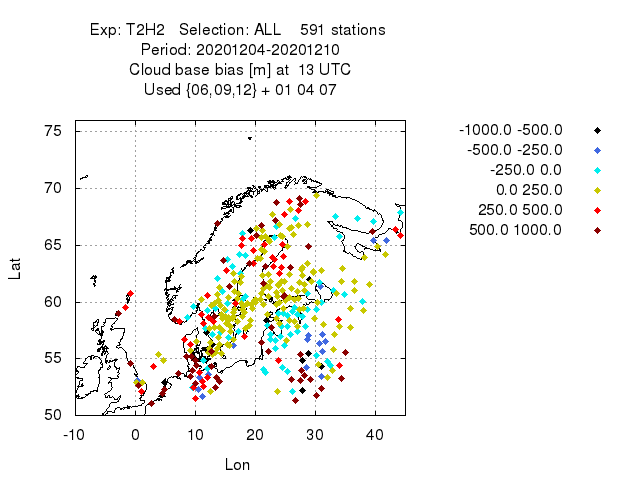 Exp: T2H2 Selection: ALL 591 stations
Period: 20201204-20201210
Cloud base bias [m] at 13 UTC
Used {06,09,12} + 01 04 07
-1000.0 -500.0
-500.0 -250.0
-250.0 0.0
0.0 250.0
250.0 500.0
500.0 1000.0
75
70
65
60
55
50
Lat
-10 0 10 20 30 40
Lon